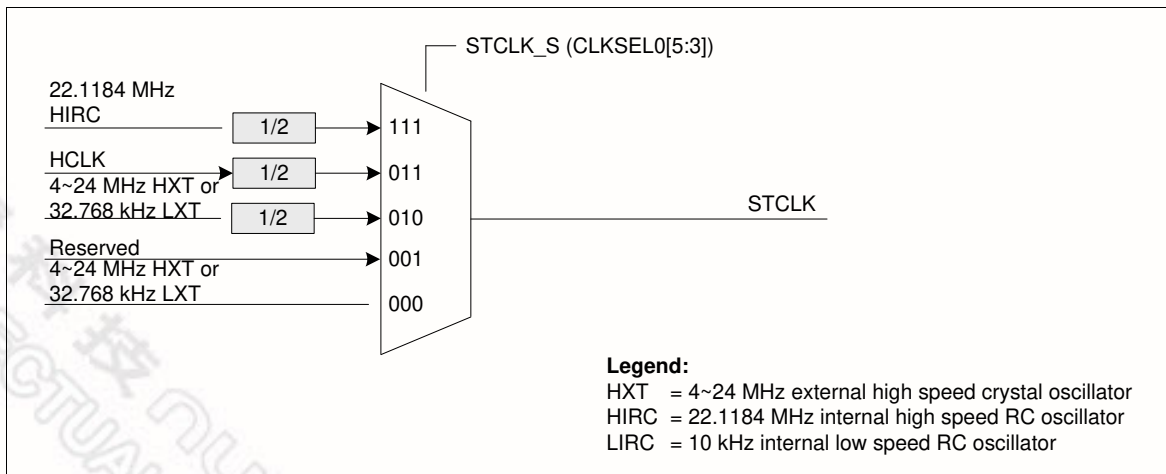 STCLK_S (CLKSEL0[5:3])
22.1184 MHz
HIRC
1/2
111
HCLK
1/2
011
4~24 MHz HXT or
32.768 kHz LXT
1/2
010
STCLK
Reserved
001
4~24 MHz HXT or
32.768 kHz LXT
000
Legend:
HXT = 4~24 MHz external high speed crystal oscillator
HIRC = 22.1184 MHz internal high speed RC oscillator
LIRC = 10 kHz internal low speed RC oscillator
科技